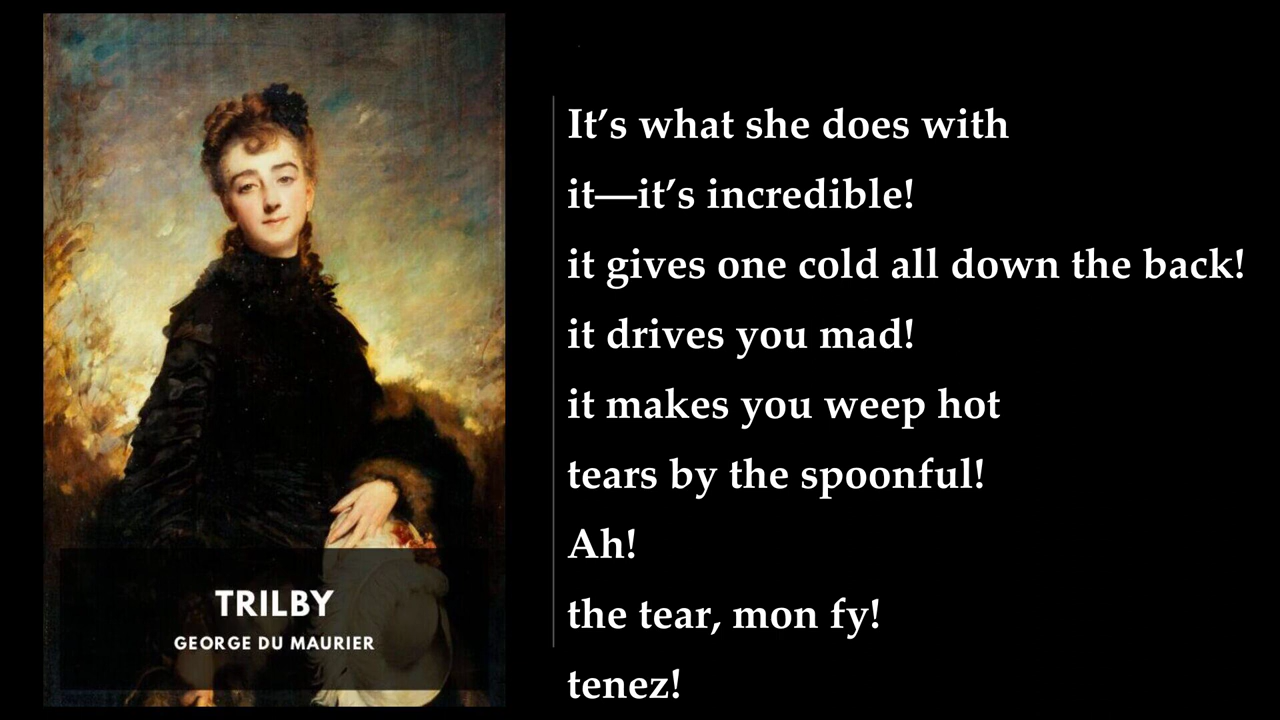 TRILBY
GEORGE DU MAURIER
It’s what she does with
it—it’s incredible!
it gives one cold all down the back!
it drives you mad!
it makes you weep hot
tears by the spoonful!
Ah!
the tear, mon fy!
tenez!